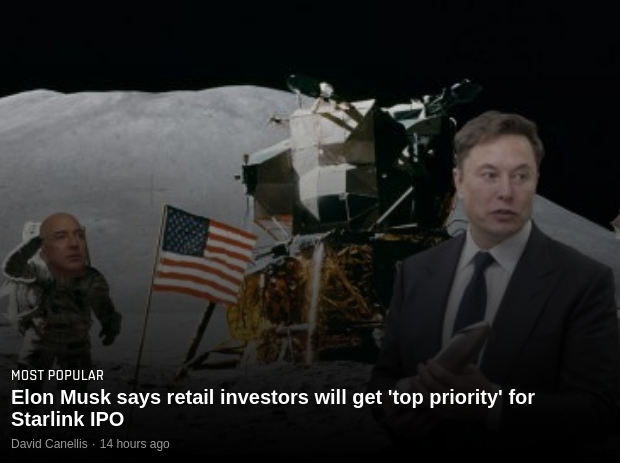 MOST POPULAR
Elon Musk says retail investors will get 'top priority' for
Starlink IPO
David Canellis · 14 hours ago